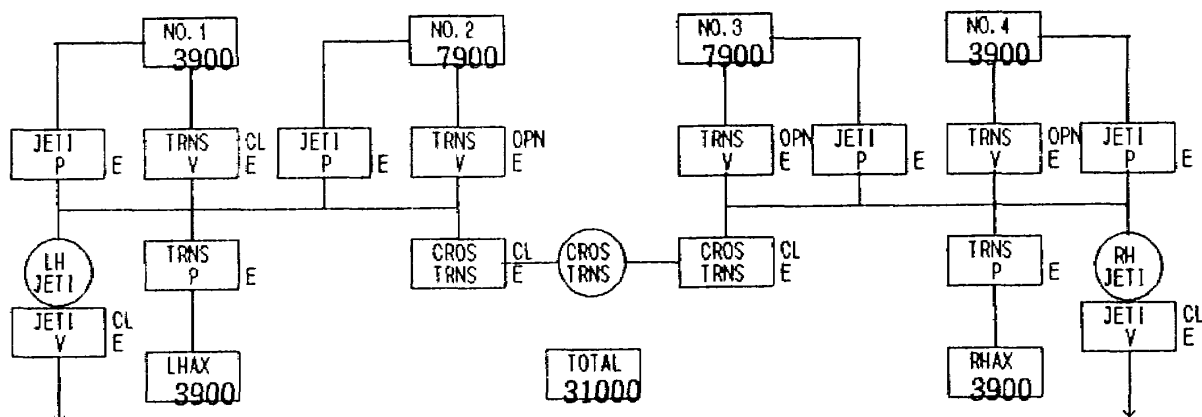 NO. 1
3900
NO. 2
7900
NO. 3
7900
NO. 4
3900
JETI
P
E
TRNS
V
CL
E
JETI
P
E
TRNS
V
OPN
E
TRNS
V
OPN
E
JETI
P
E
TRNS
V
OPN
E
JETI
P
E
LH
JETI
TRNS
P
E
CROS
TRNS
CL
E
CROS
TRNS
CROS
TRNS
CL
E
TRNS
P
E
RH
JETI
JETI
V
CL
E
LHAX
3900
TOTAL
31000
RHAX
3900
JETI
V
CL
E